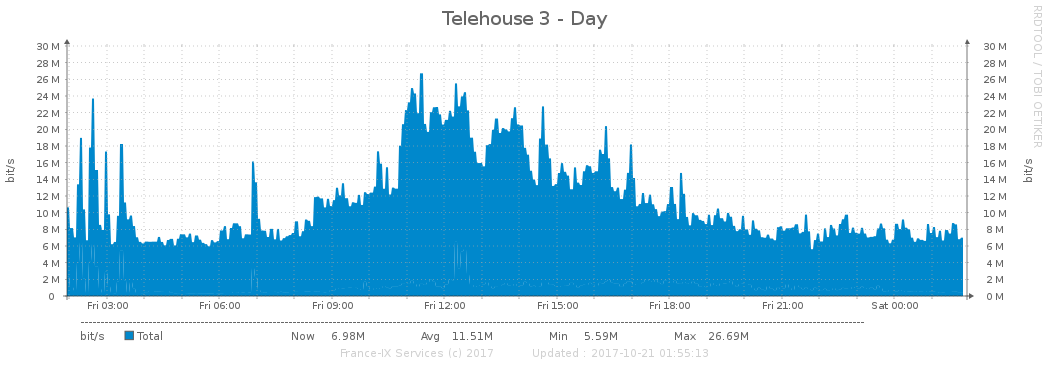 Telehouse 3 - Day
RRDTOOL / TOBI OETIKER
30 M 30 M
28 M 28 M
26 M 26 M
24 M 24 M
22 M 22 M
20 M 20 M
18 M 18 M
16 M 16 M
14 M 14 M
12 M 12 M
10 M 10 M
8 M 8 M
6 M 6 M
4 M 4 M
2 M 2 M
0 0 M
bit/s bit/s
Fri 03:00 Fri 06:00 Fri 09:00 Fri 12:00 Fri 15:00 Fri 18:00 Fri 21:00 Sat 00:00
bit/s Total Now 6.98M Avg 11.51M Min 5.59M Max 26.69M
France-IX Services (c) 2017 Updated : 2017-10-21 01:55:13